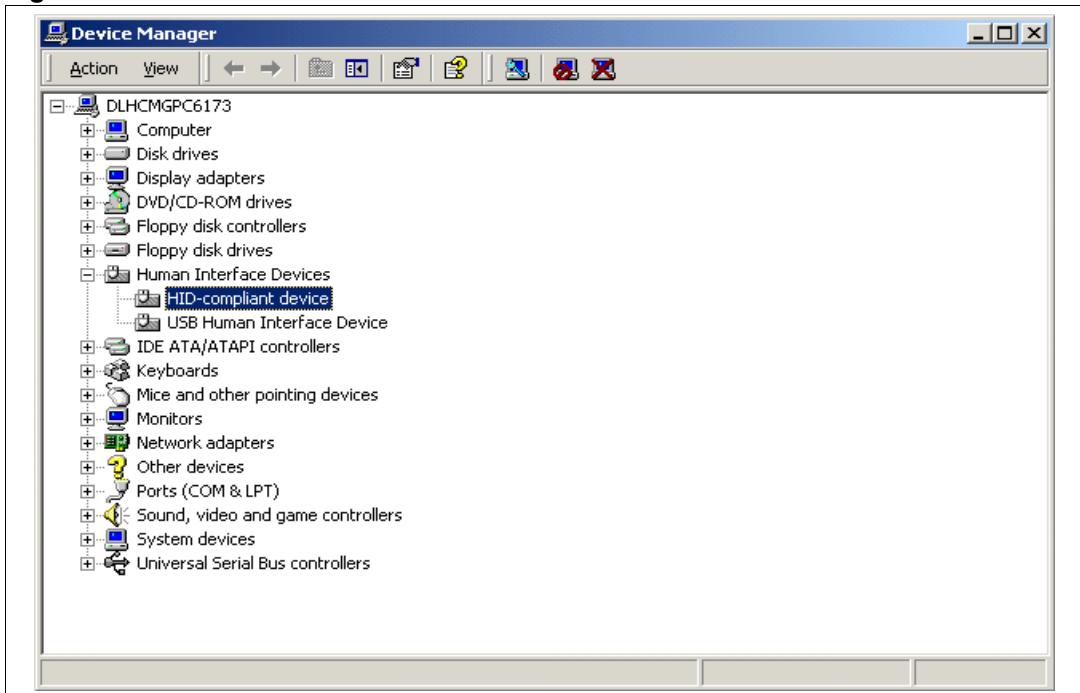 Device Manager
Action View
DLHCMGPC6173
Computer
Disk drives
Display adapters
DVD/CD-ROM drives
Floppy disk controllers
Floppy disk drives
Human Interface Devices
HID-compliant device
USB Human Interface Device
IDE ATA/ATAPI controllers
Keyboards
Mice and other pointing devices
Monitors
Network adapters
Other devices
Ports (COM & LPT)
Sound, video and game controllers
System devices
Universal Serial Bus controllers